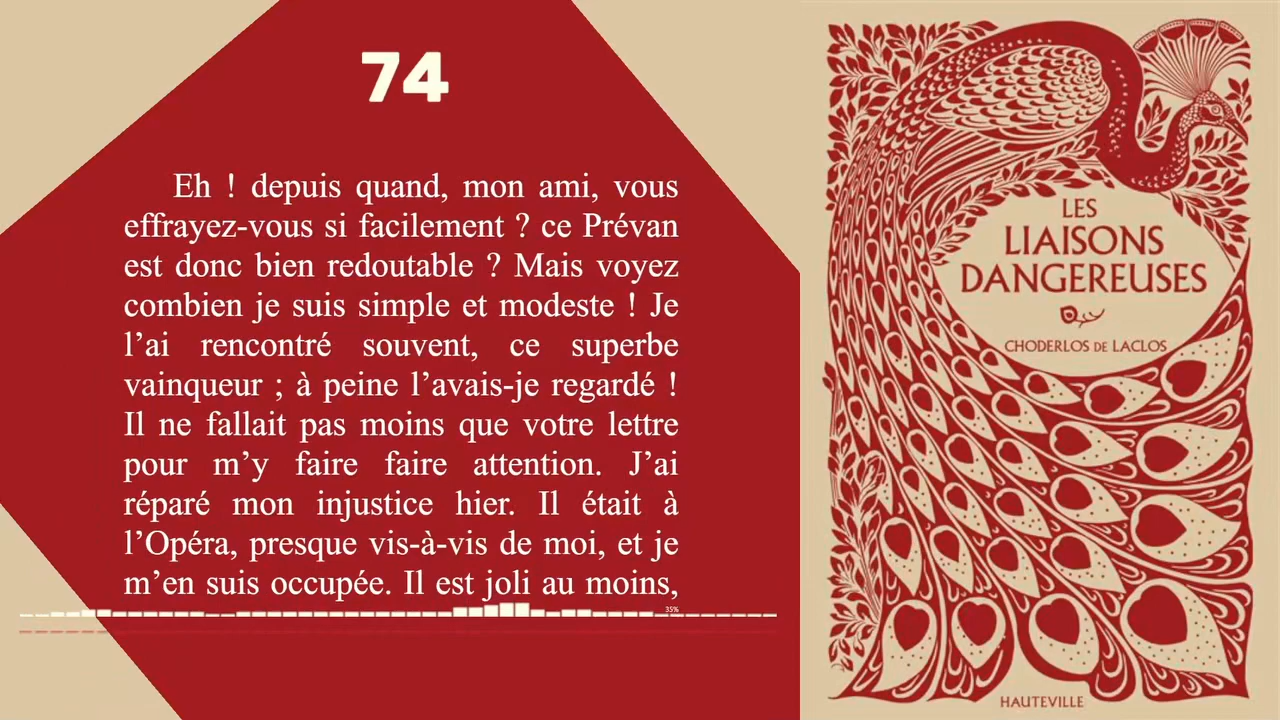 74
Eh ! depuis quand, mon ami, vous
effrayez-vous si facilement ? ce Prévan
est donc bien redoutable ? Mais voyez
combien je suis simple et modeste ! Je
l’ai rencontré souvent, ce superbe
vainqueur ; à peine l’avais-je regardé !
Il ne fallait pas moins que votre lettre
pour m’y faire faire attention. J’ai
réparé mon injustice hier. Il était à
l’Opéra, presque vis-à-vis de moi, et je
m’en suis occupée. Il est joli au moins,
35%
LES
LIAISONS
DANGEREUSES
CHODERLOS DE LACLOS
HAUTEVILLE